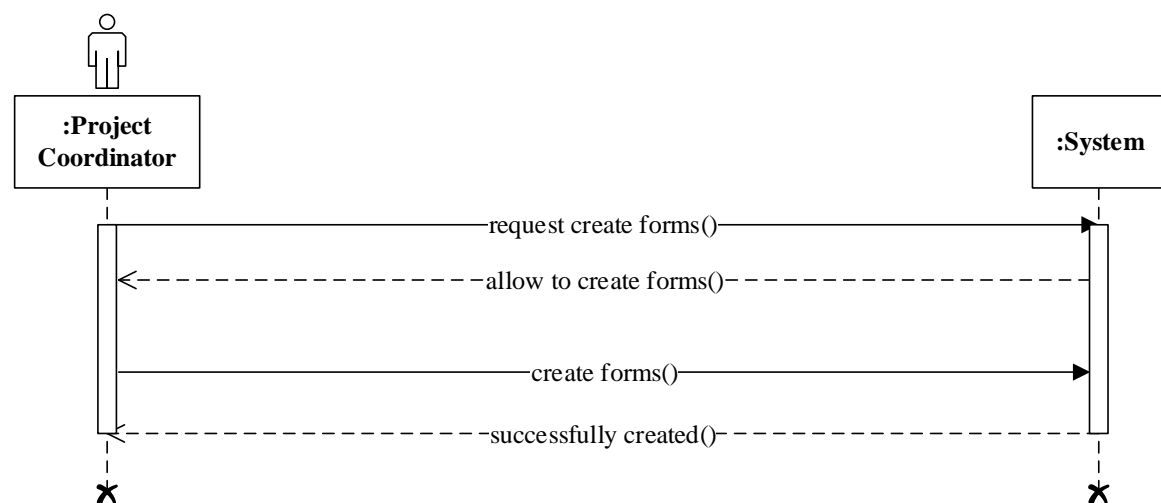 :Project
Coordinator
:System
request create forms()
allow to create forms()
create forms()
successfully created()